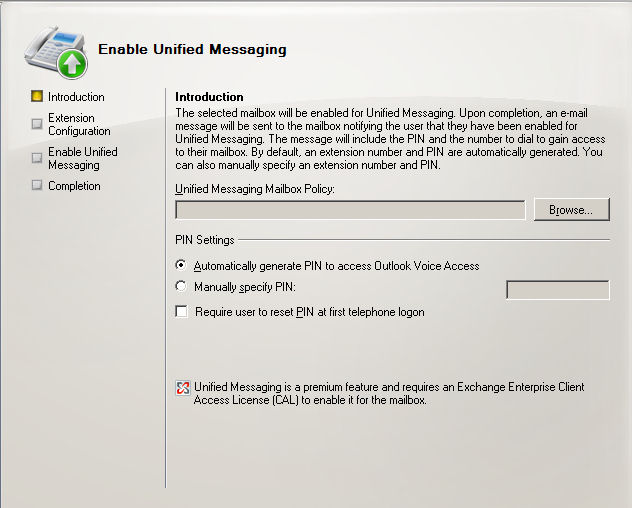 Enable Unified Messaging
Introduction
Extension
Configuration
Enable Unified
Messaging
Completion
Introduction
The selected mailbox will be enabled for Unified Messaging. Upon completion, an e-mail
message will be sent to the mailbox notifying the user that they have been enabled for
Unified Messaging. The message will include the PIN and the number to dial to gain access
to their mailbox. By default, an extension number and PIN are automatically generated. You
can also manually specify an extension number and PIN.
Unified Messaging Mailbox Policy:
Browse...
PIN Settings
Automatically generate PIN to access Outlook Voice Access
Manually specify PIN:
Require user to reset PIN at first telephone logon
Unified Messaging is a premium feature and requires an Exchange Enterprise Client
Access License (CAL) to enable it for the mailbox.